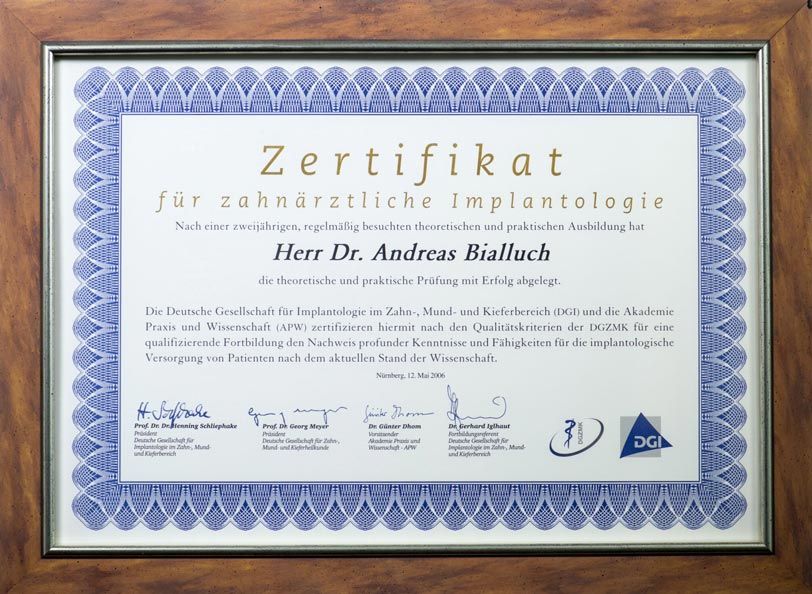 Zertifikat
für zahnärztliche Implantologie
Nach einer zweijährigen, regelmäßig besuchten theoretischen und praktischen Ausbildung hat
Herr Dr. Andreas Bialluch
die theoretische und praktische Prüfung mit Erfolg abgelegt.
Die Deutsche Gesellschaft für Implantologie im Zahn-, Mund- und Kieferbereich (DGI) und die Akademie
Praxis und Wissenschaft (APW) zertifizieren hiermit nach den Qualitätskriterien der DGZMK für eine
qualifizierende Fortbildung den Nachweis profunder Kenntnisse und Fähigkeiten für die implantologische
Versorgung von Patienten nach dem aktuellen Stand der Wissenschaft.
Nürnberg, 12. Mai 2006
Prof. Dr. Dr. Henning Schliephake
Präsident
Deutsche Gesellschaft für
Implantologie im Zahn-, Mund-
und Kieferbereich
Prof. Dr. Georg Meyer
Präsident
Deutsche Gesellschaft für Zahn-,
Mund- und Kieferheilkunde
Dr. Günter Dhom
Vorsitzender
Akademie Praxis und
Wissenschaft - APW
Dr. Gerhard Iglhaut
Fortbildungsreferent
Deutsche Gesellschaft für
Implantologie im Zahn-, Mund-
und Kieferbereich
DGZMK
DGI